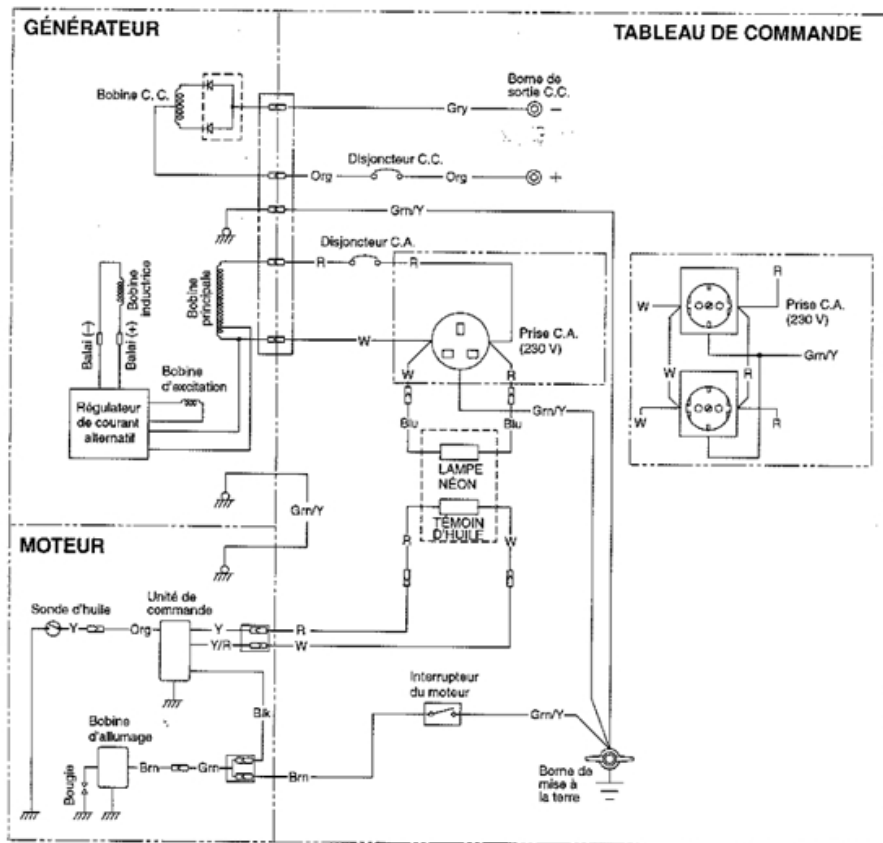 GÉNÉRATEUR
TABLEAU DE COMMANDE
Bobine C. C.
Borne de
sortie C.C.
Gry
−
Disjoncteur C.C.
Org
Org
+
Grn/Y
Disjoncteur C.A.
R
R
Bobine
inductrice
Bobine
principale
Balai (−)
Balai (+)
Prise C.A.
(230 V)
W
W
R
Bobine
d'excitation
Régulateur
de courant
alternatif
Blu
Blu
Grn/Y
LAMPE
NÉON
TÉMOIN
D'HUILE
R
W
Grn/Y
R
W
Prise C.A.
(230 V)
Grn/Y
W
R
W
R
MOTEUR
Sonde d'huile
Unité de
commande
Y
Org
Y
R
Y/R
W
Blk
Interrupteur
du moteur
Grn/Y
Bobine
d'allumage
Bougie
Brn
Grn
Brn
Borne de
mise à
la terre